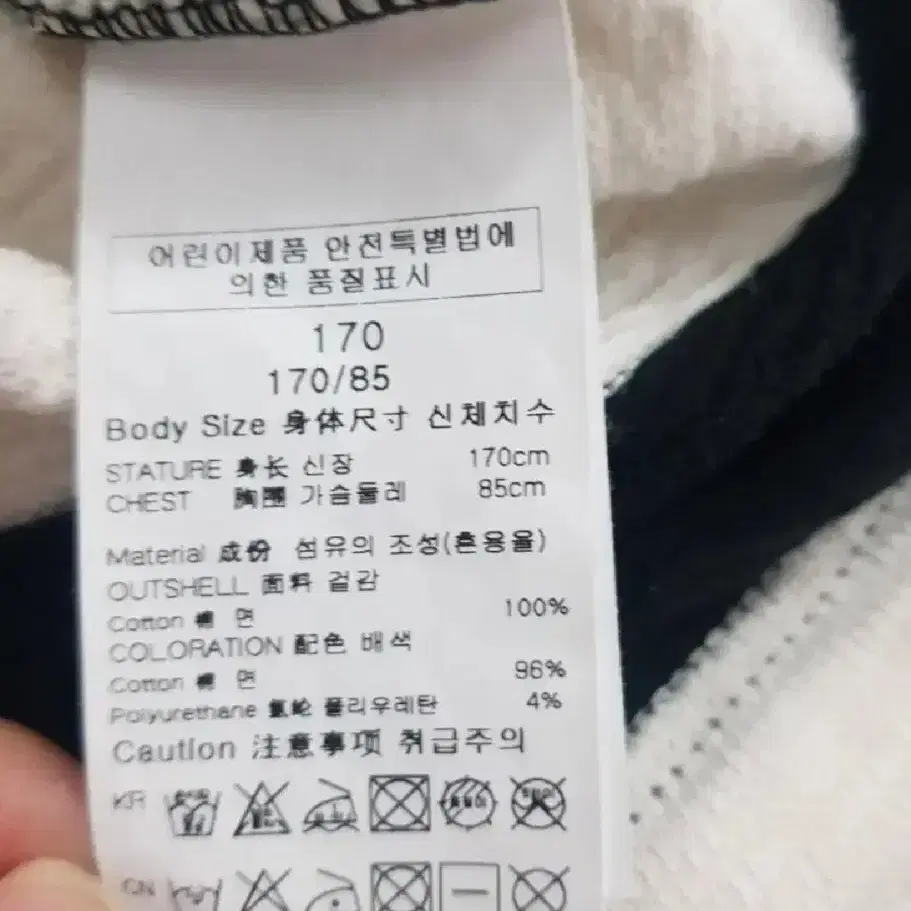 어린이제품 안전특별법에
의한 품질표시
170
170/85
Body Size 身体尺寸 신체치수
STATURE 身长 신장 170cm
CHEST 胸围 가슴둘레 85cm
Material 成份 섬유의 조성(혼용율)
OUTSHELL 面料 겉감
Cotton 棉 면 100%
COLORATION 配色 배색
Cotton 棉 면 96%
Polyurethane 氨纶 폴리우레탄 4%
Caution 注意事项 취급주의
KR
CN